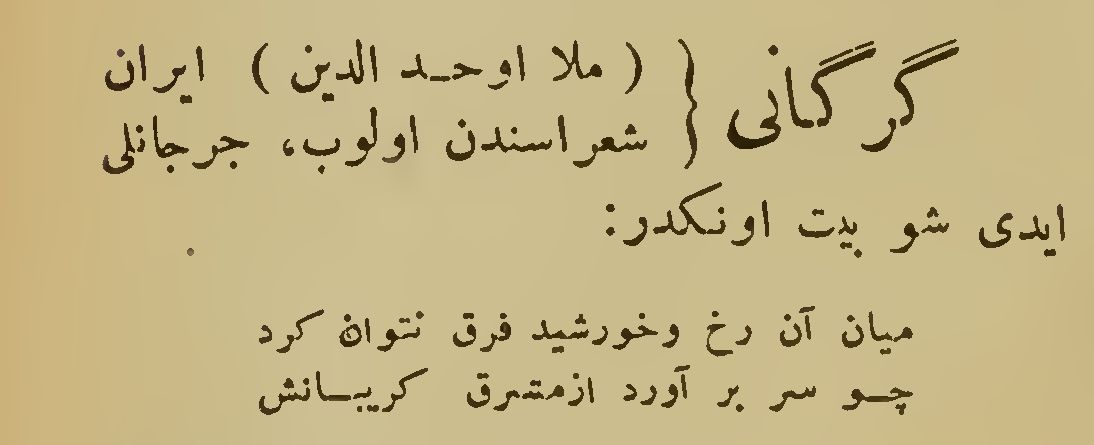 گرگانی { ( ملا اوحد الدین ) ایران
شعراسندن اولوب، جرجانلی
ایدی شو بیت اونکدر:
میان آن رخ وخورشید فرق نتوان کرد
چو سر بر آورد ازمشرق کریبانش